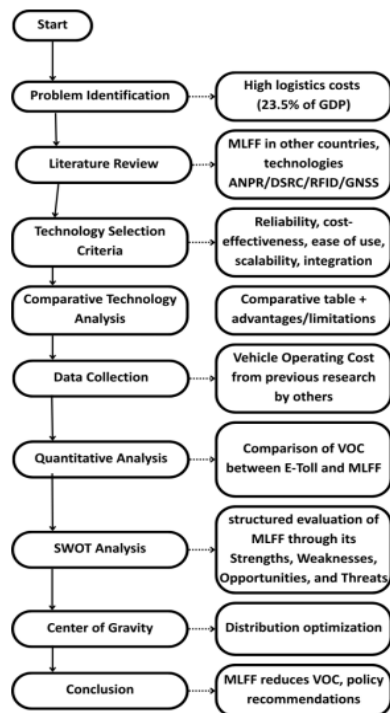 Start
Problem Identification
High logistics costs
(23.5% of GDP)
Literature Review
MLFF in other countries,
technologies
ANPR/DSRC/RFID/GNSS
Technology Selection
Criteria
Reliability, cost-
effectiveness, ease of use,
scalability, integration
Comparative Technology
Analysis
Comparative table +
advantages/limitations
Data Collection
Vehicle Operating Cost
from previous research
by others
Quantitative Analysis
Comparison of VOC
between E-Toll and MLFF
SWOT Analysis
structured evaluation of
MLFF through its
Strengths, Weaknesses,
Opportunities, and Threats
Center of Gravity
Distribution optimization
Conclusion
MLFF reduces VOC, policy
recommendations